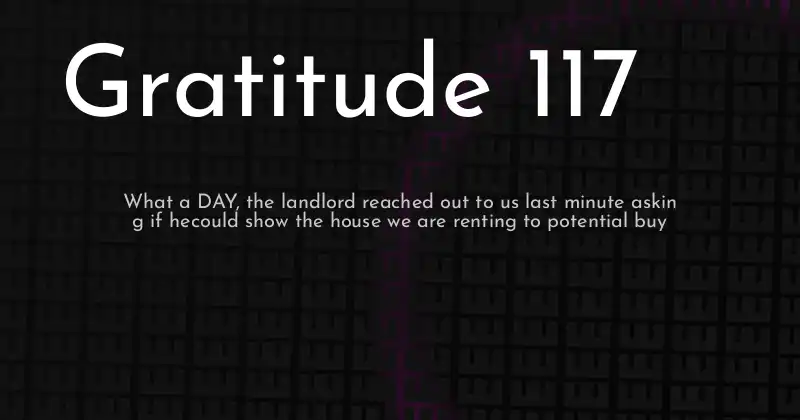 Gratitude 117
What a DAY, the landlord reached out to us last minute askin
g if hecould show the house we are renting to potential buy